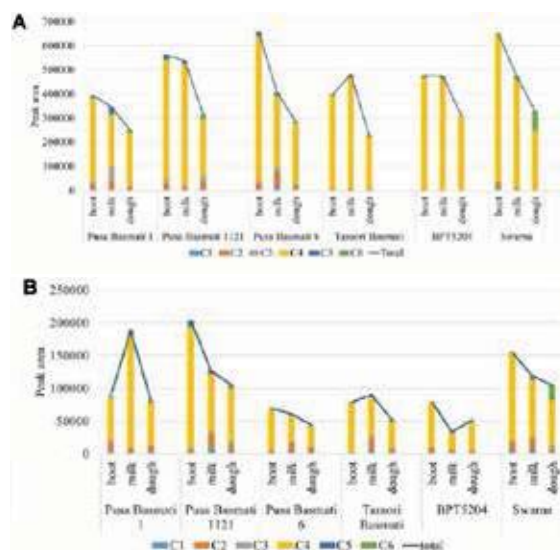 A
700000
600000
500000
400000
300000
200000
100000
0
Peak area
boot milk dough boot milk dough boot milk dough boot milk dough boot milk dough boot milk dough
Pusa Basmati 1 Pusa Basmati 1121 Pusa Basmati 6 Basmati BPT5204 Swarna
C1 C2 C3 C4 C5 C6 Total
B
250000
200000
150000
100000
50000
0
Peak area
boot milk dough boot milk dough boot milk dough boot milk dough boot milk dough boot milk dough
Pusa Basmati Pusa Basmati Pusa Basmati BPT5204 Swarna
1 1121 6 Basmati
C1 C2 C3 C4 C5 C6 total